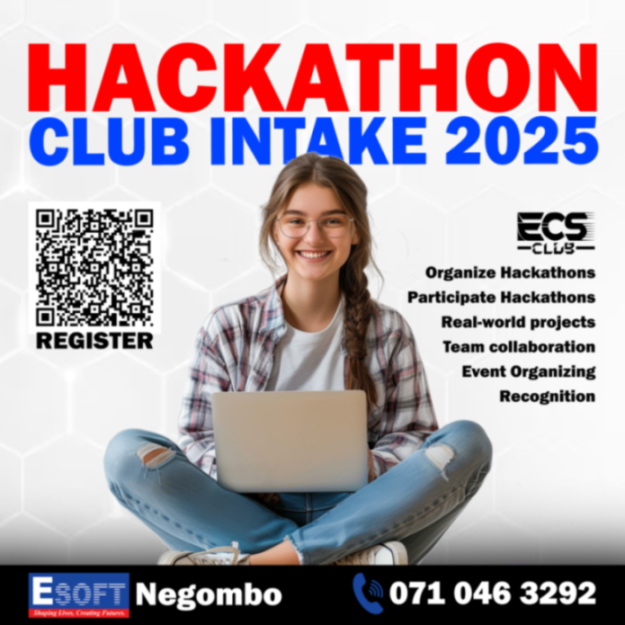 HACKATHON
CLUB INTAKE 2025
REGISTER
ECS
CLUB
Organize Hackathons
Participate Hackathons
Real-world projects
Team collaboration
Event Organizing
Recognition
ESOFT Negombo
Shaping Lives, Creating Futures.
071 046 3292